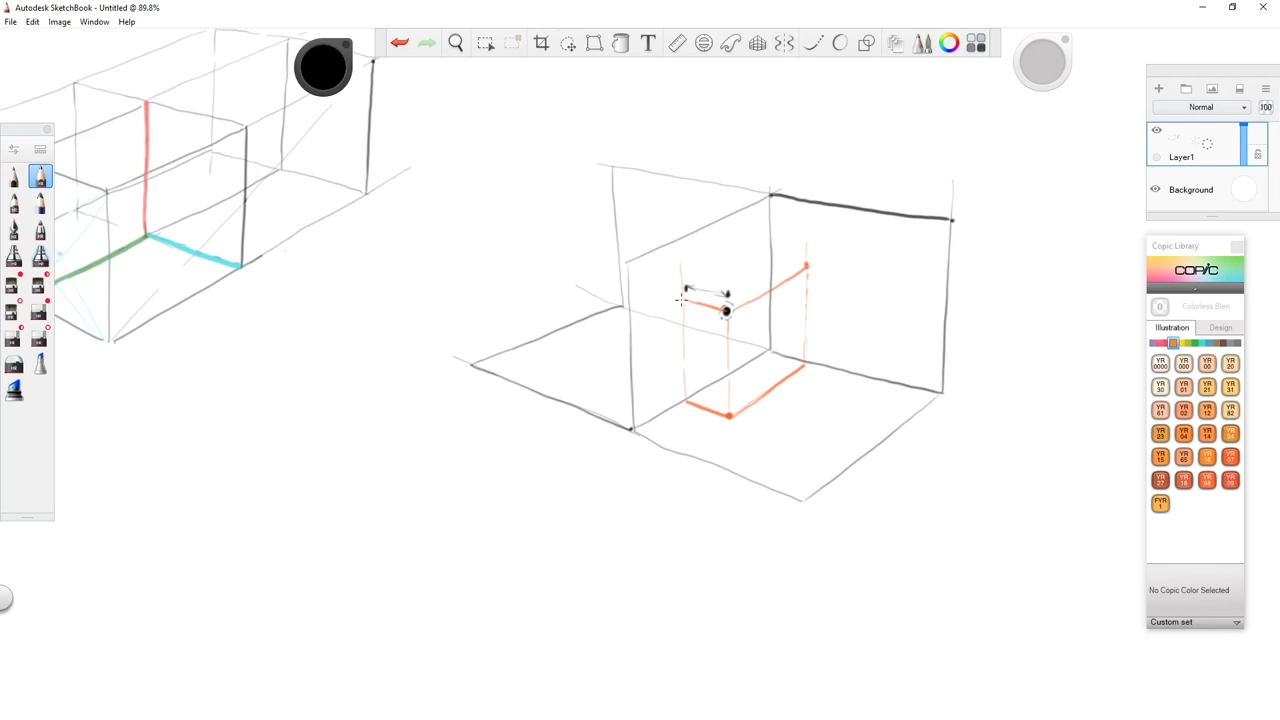 Autodesk SketchBook - Untitled @ 89.8%
File Edit Image Window Help
T
Normal
100
Layer1
Background
Copic Library
COPIC
0
Colorless Blen
Illustration
Design
YR 0000 YR 000 YR 00 YR 20
YR 30 YR 01 YR 21 YR 31
YR 61 YR 02 YR 12 YR 82
YR 23 YR 04 YR 14 YR 24
YR 15 YR 65 YR 16 YR 07
YR 27 YR 18 YR 68 YR 09
FYR 1
No Copic Color Selected
Custom set